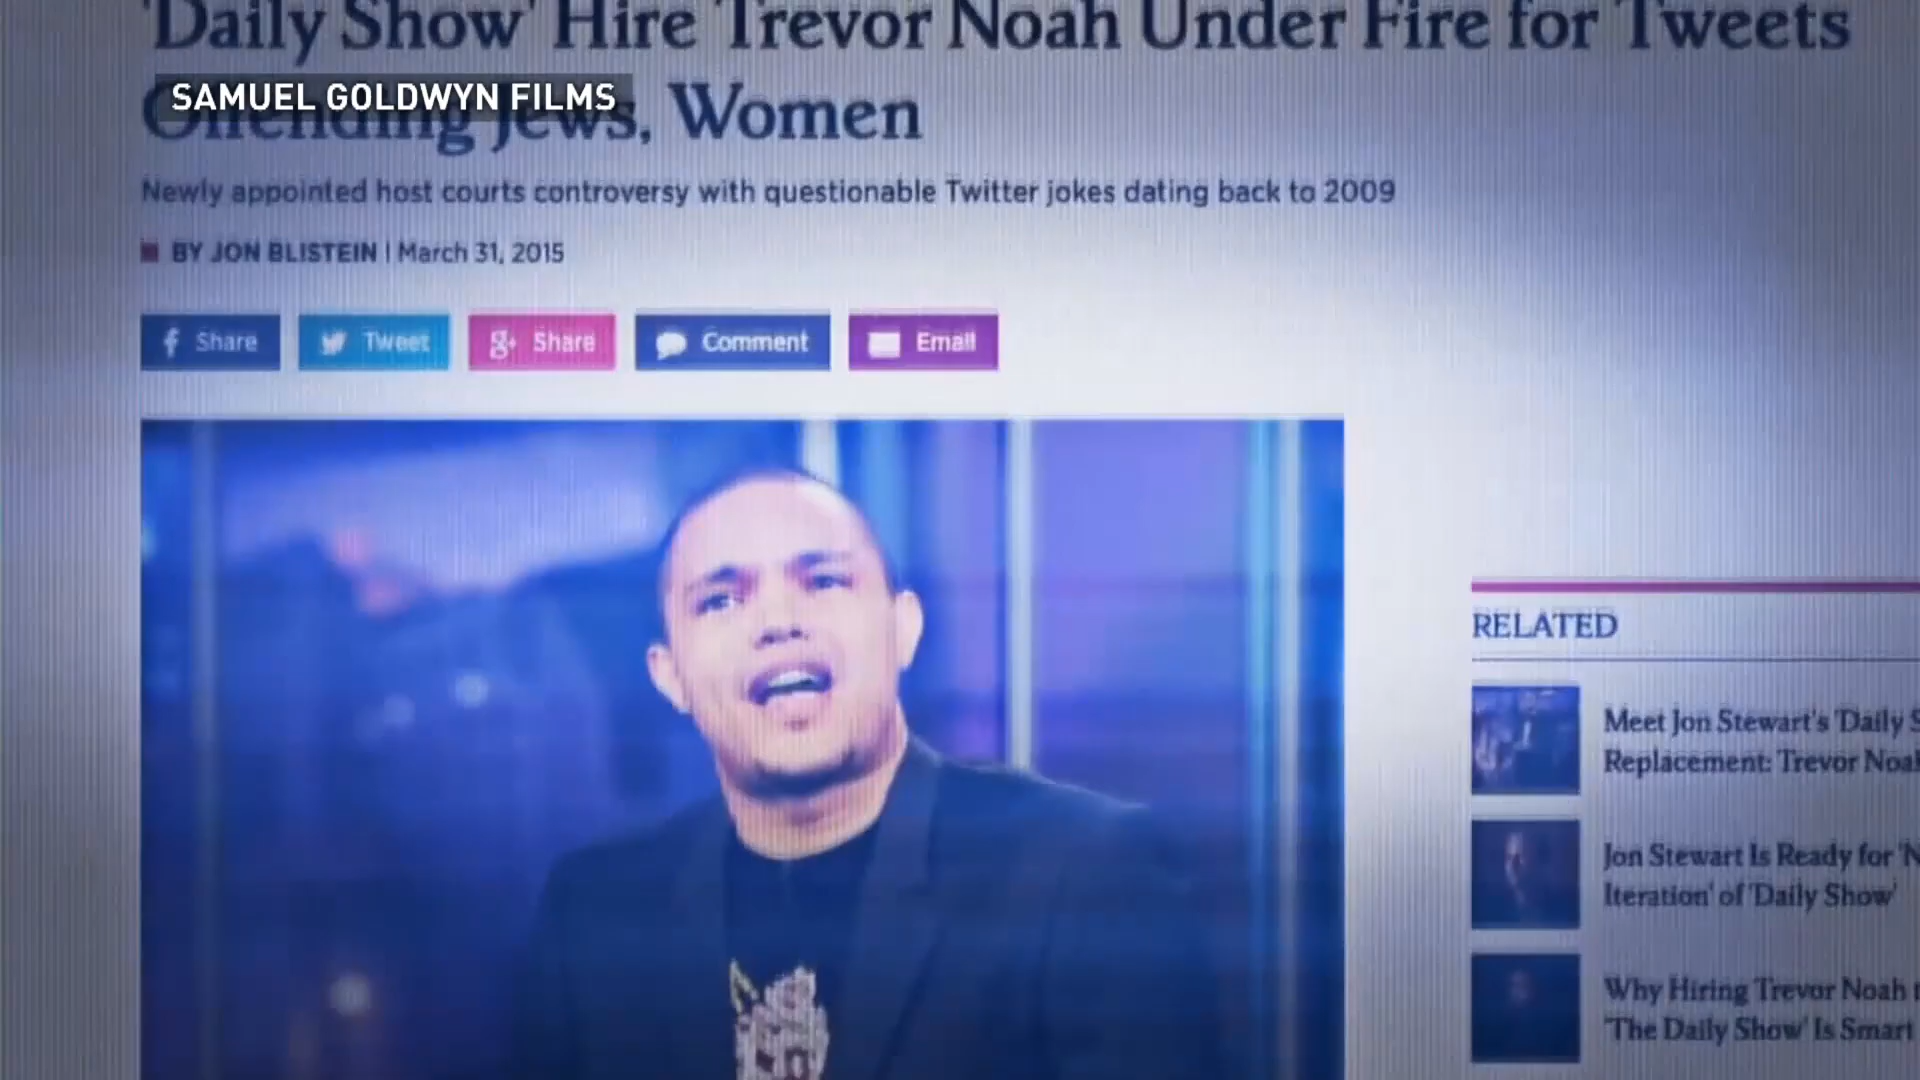 'Daily Show' Hire Trevor Noah Under Fire for Tweets
SAMUEL GOLDWYN FILMS
Offending Jews, Women
Newly appointed host courts controversy with questionable Twitter jokes dating back to 2009
BY JON BLISTEIN | March 31, 2015
f Share
Tweet
g+ Share
Comment
Email
RELATED
Meet Jon Stewart's 'Daily S
Replacement: Trevor Noah
Jon Stewart Is Ready for 'N
Iteration' of 'Daily Show'
Why Hiring Trevor Noah t
'The Daily Show' Is Smart